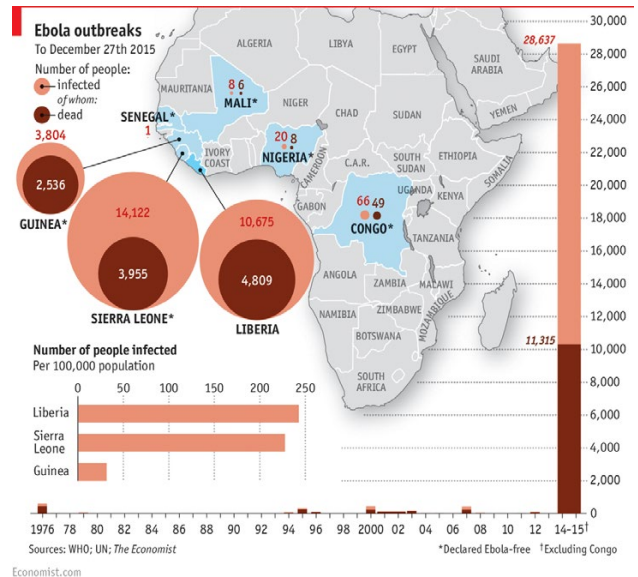 Ebola outbreaks
To December 27th 2015
Number of people:
infected
of whom:
dead
3,804
2,536
GUINEA*
14,122
3,955
SIERRA LEONE*
10,675
4,809
LIBERIA
SENEGAL*
1
8 6
MALI*
20 8
NIGERIA*
66 49
CONGO*
ALGERIA
LIBYA
EGYPT
SAUDI
ARABIA
MAURITANIA
NIGER
CHAD
SUDAN
YEMEN
IVORY
COAST
CAMEROON
C.A.R.
SOUTH
SUDAN
ETHIOPIA
SOMALIA
UGANDA
KENYA
GABON
TANZANIA
ANGOLA
ZAMBIA
MALAWI
MOZAMBIQUE
NAMIBIA
ZIMBABWE
BOTSWANA
SOUTH
AFRICA
28,637
11,315
30,000
28,000
26,000
24,000
22,000
20,000
18,000
16,000
14,000
12,000
10,000
8,000
6,000
4,000
2,000
0
Number of people infected
Per 100,000 population
0 50 100 150 200 250
Liberia
Sierra
Leone
Guinea
1976 78 80 82 84 86 88 90 92 94 96 98 2000 02 04 06 08 10 12 14-15†
Sources: WHO; UN; The Economist
*Declared Ebola-free †Excluding Congo
Economist.com